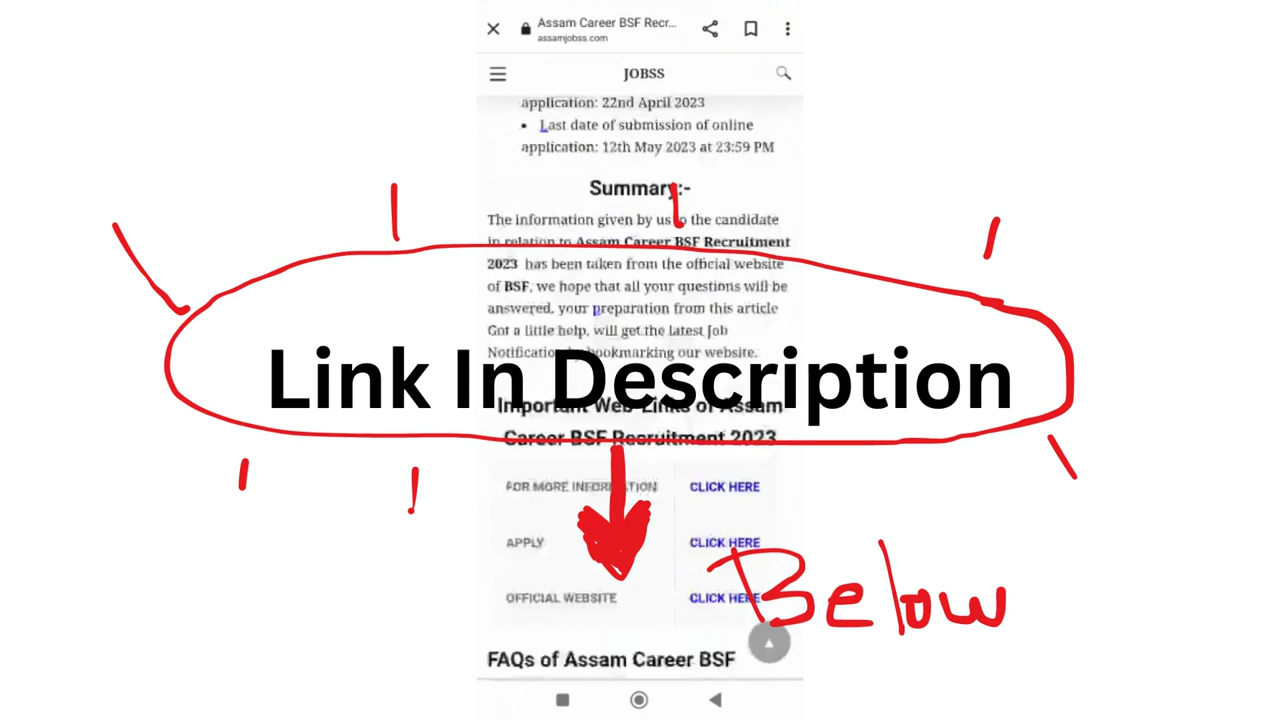 Assam Career BSF Recr...
assamjobss.com
JOBSS
application: 22nd April 2023
• Last date of submission of online
application: 12th May 2023 at 23:59 PM
Summary:-
The information given by us to the candidate
in relation to Assam Career BSF Recruitment
2023 has been taken from the official website
of BSF, we hope that all your questions will be
answered, your preparation from this article
Got a little help, will get the latest Job
Notification by bookmarking our website.
Link In Description
Important Web-Links of Assam
Career BSF Recruitment 2023
FOR MORE INFORMATION CLICK HERE
APPLY CLICK HERE
OFFICIAL WEBSITE CLICK HERE
Below
FAQs of Assam Career BSF